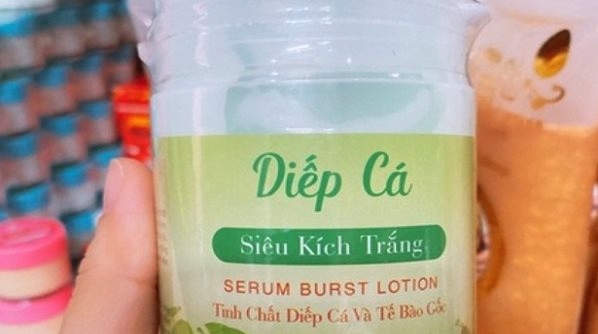 Diếp Cá
Siêu Kích Trắng
SERUM BURST LOTION
Tinh Chất Diếp Cá Và Tế Bào Gốc